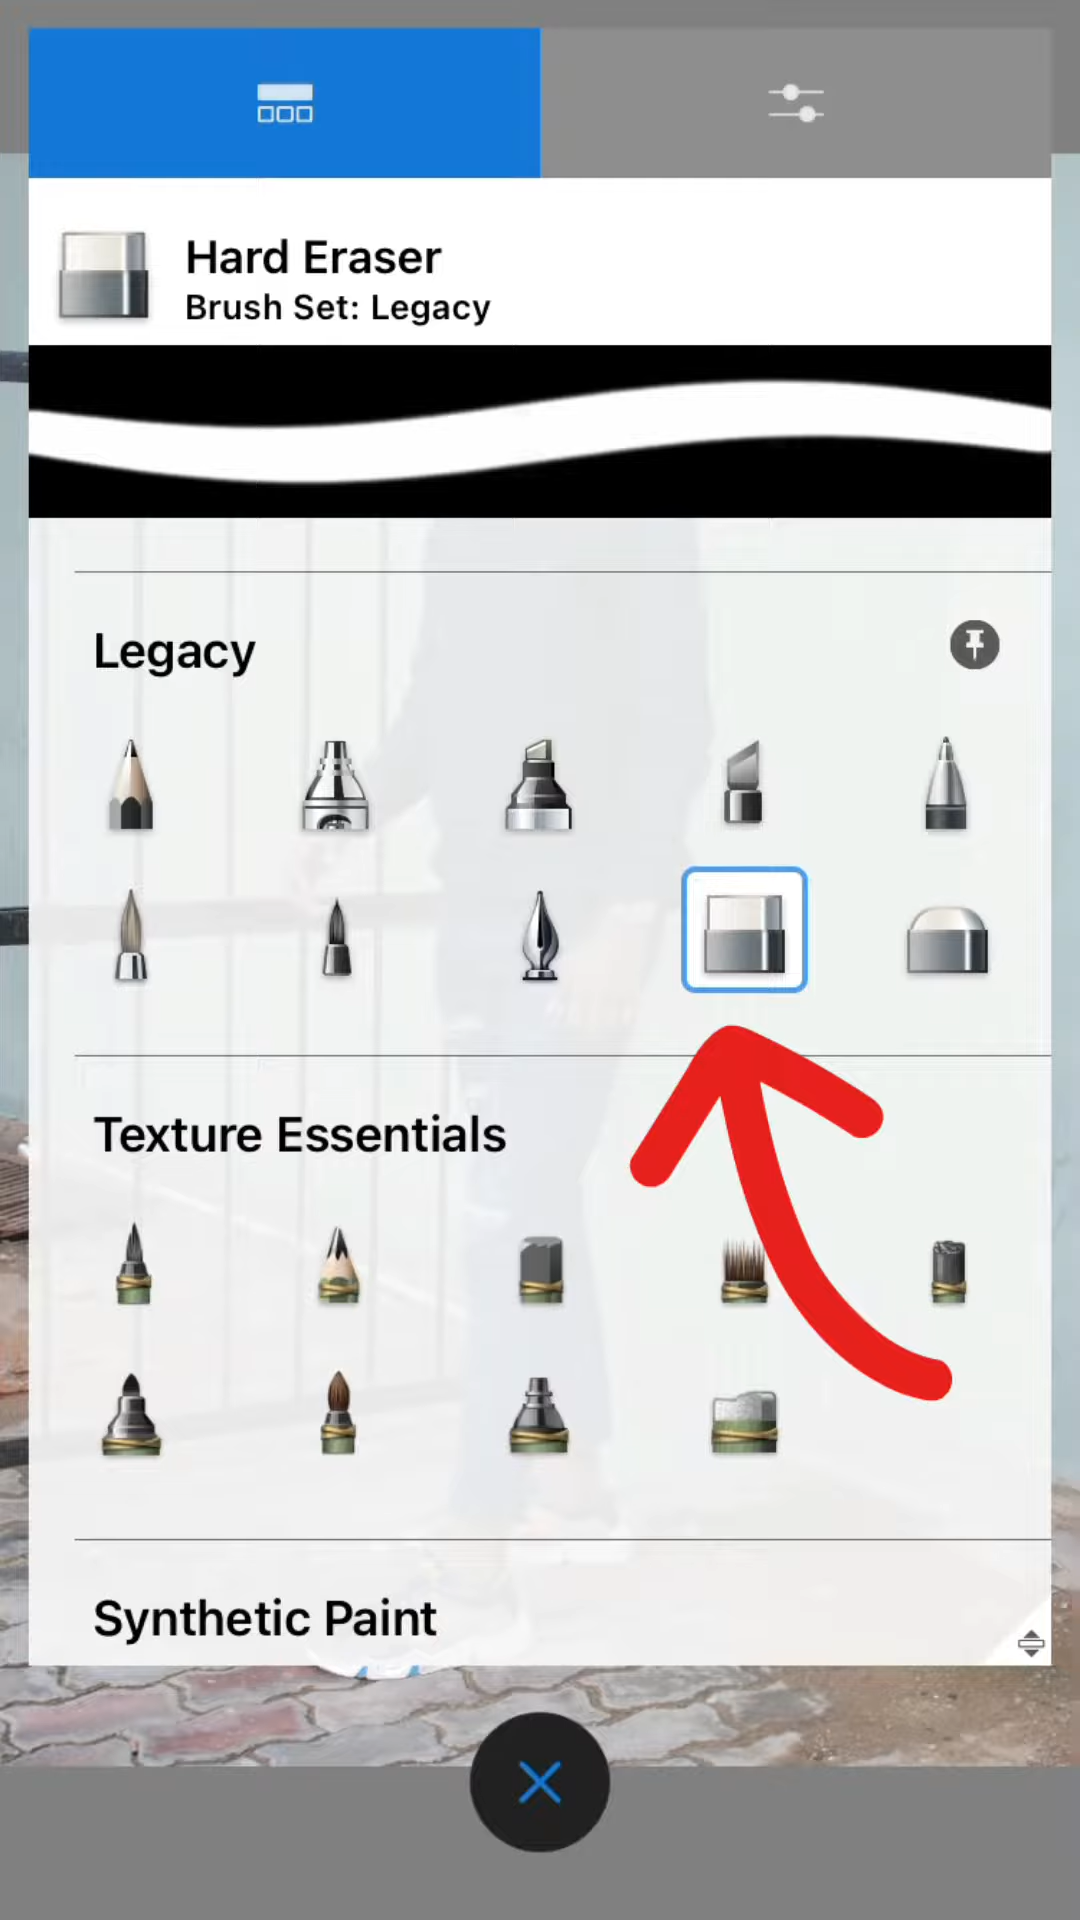 Hard Eraser
Brush Set: Legacy
Legacy
Texture Essentials
Synthetic Paint